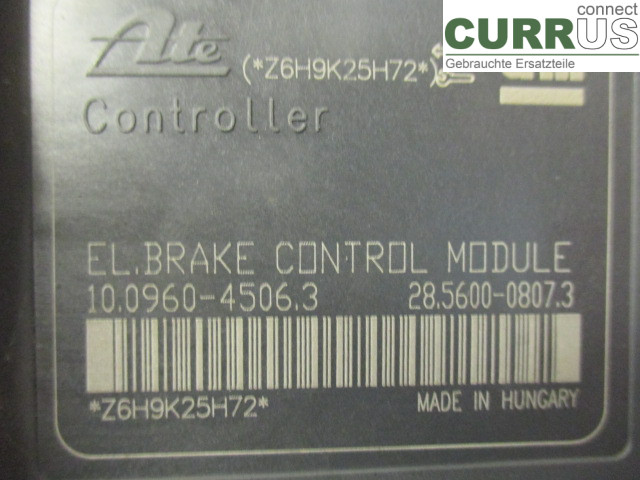 connect
CURRUS
Gebrauchte Ersatzteile
Ate
(*Z6H9K25H72*)
GM
Controller
EL.BRAKE CONTROL MODULE
10.0960-4506.3 28.5600-0807.3
*Z6H9K25H72*
MADE IN HUNGARY